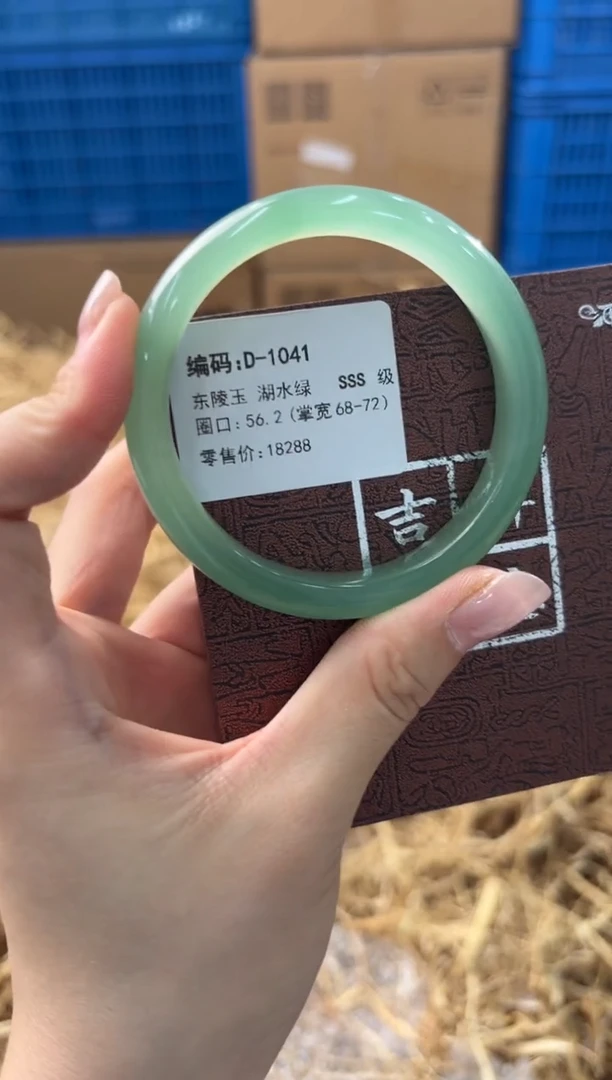 编码:D-1041
东陵玉 湖水绿 SSS 级
圈口:56.2(掌宽68-72)
零售价:18288
吉